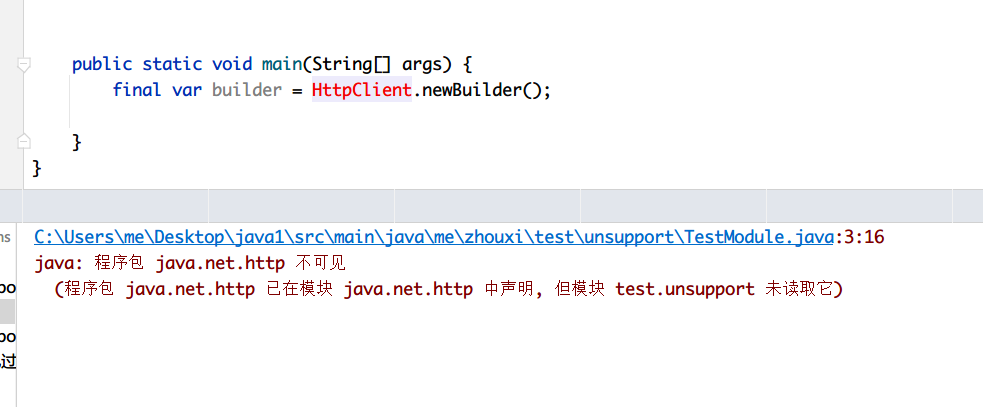 public static void main(String[] args) {
final var builder = HttpClient.newBuilder();
}
}
ns
C:\Users\me\Desktop\java1\src\main\java\me\zhouxi\test\unsupport\TestModule.java:3:16
java: 程序包 java.net.http 不可见
po
(程序包 java.net.http 已在模块 java.net.http 中声明, 但模块 test.unsupport 未读取它)
po
过